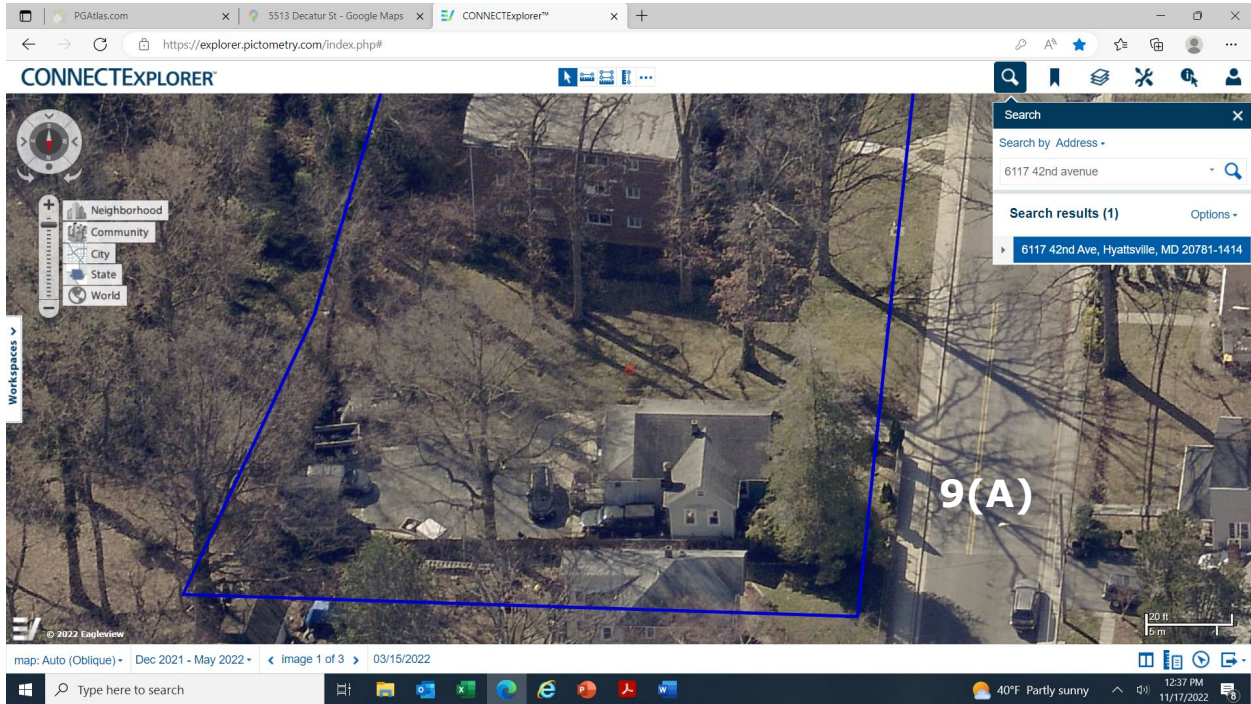 PGAtlas.com
5513 Decatur St - Google Maps
CONNECTExplorer™
https://explorer.pictometry.com/index.php#
CONNECTEXPLORER™
Search
Search by Address
6117 42nd avenue
Search results (1)
Options
6117 42nd Ave, Hyattsville, MD 20781-1414
Neighborhood
Community
City
State
World
Workspaces
N
9(A)
20 ft
5 m
© 2022 Eagleview
map: Auto (Oblique)
Dec 2021 - May 2022
image 1 of 3
03/15/2022
Type here to search
40°F Partly sunny
12:37 PM
11/17/2022
8